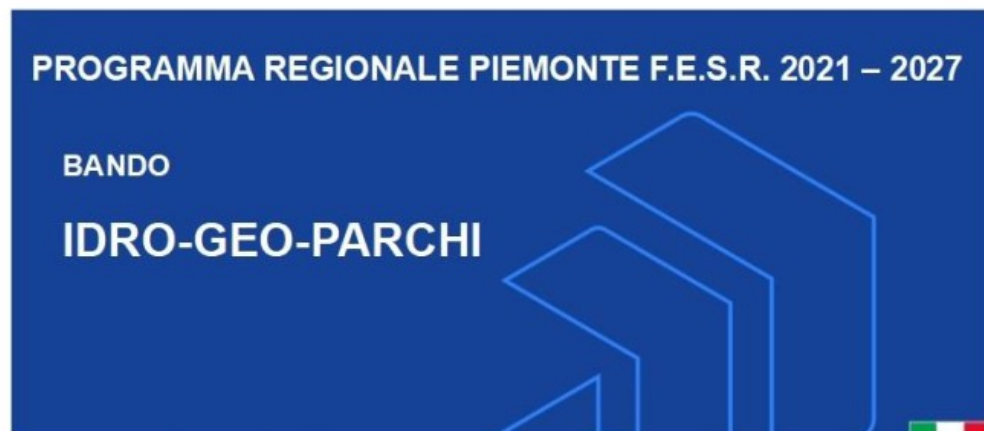 PROGRAMMA REGIONALE PIEMONTE F.E.S.R. 2021 – 2027
BANDO
IDRO-GEO-PARCHI